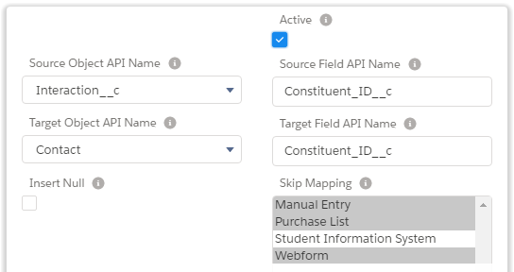 Active
Source Object API Name
Source Field API Name
Interaction__c
Constituent_ID__c
Target Object API Name
Target Field API Name
Contact
Constituent_ID__c
Insert Null
Skip Mapping
Manual Entry
Purchase List
Student Information System
Webform